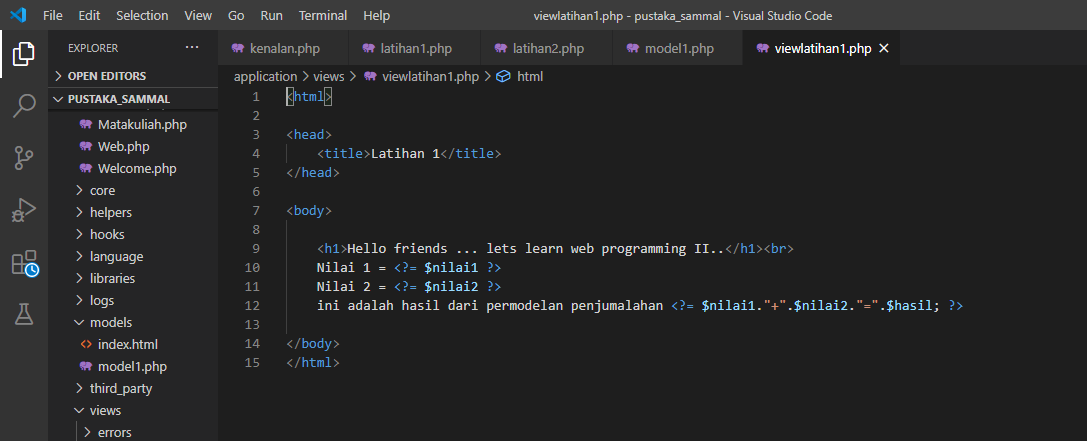 File Edit Selection View Go Run Terminal Help viewlatihan1.php - pustaka_sammal - Visual Studio Code
EXPLORER ...
OPEN EDITORS
PUSTAKA_SAMMAL
Matakuliah.php
Web.php
Welcome.php
core
helpers
hooks
language
libraries
logs
models
index.html
model1.php
third_party
views
errors
kenalan.php latihan1.php latihan2.php model1.php viewlatihan1.php
application > views > viewlatihan1.php > html
1 <html>
2
3 <head>
4 <title>Latihan 1</title>
5 </head>
6
7 <body>
8
9 <h1>Hello friends ... lets learn web programming II..</h1><br>
10 Nilai 1 = <?= $nilai1 ?>
11 Nilai 2 = <?= $nilai2 ?>
12 ini adalah hasil dari permodelan penjumalahan <?= $nilai1."+".$nilai2."=".$hasil; ?>
13
14 </body>
15 </html>